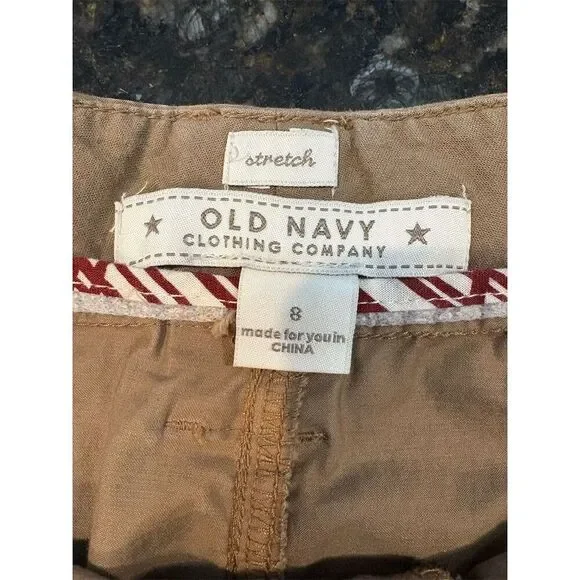 stretch
OLD NAVY
CLOTHING COMPANY
8
made for you in
CHINA